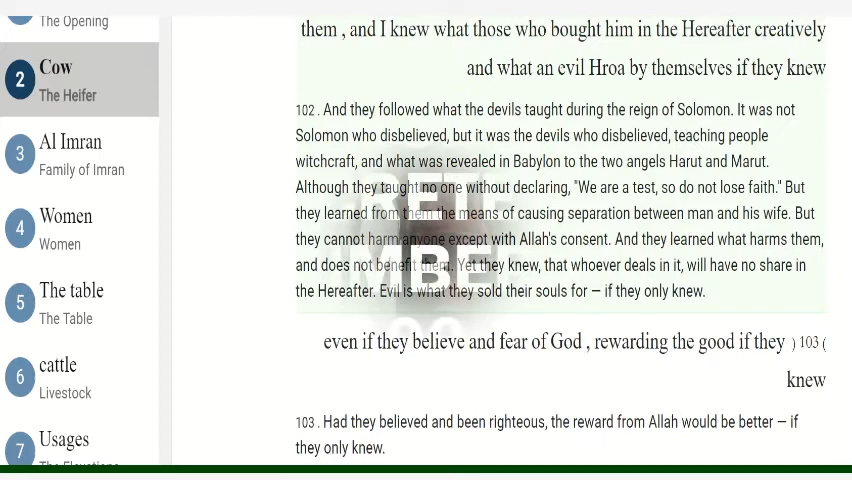 The Opening
2
Cow
The Heifer
3
Al Imran
Family of Imran
4
Women
Women
5
The table
The Table
6
cattle
Livestock
7
Usages
The Elevations
them , and I knew what those who bought him in the Hereafter creatively
and what an evil Hroa by themselves if they knew
102 . And they followed what the devils taught during the reign of Solomon. It was not
Solomon who disbelieved, but it was the devils who disbelieved, teaching people
witchcraft, and what was revealed in Babylon to the two angels Harut and Marut.
Although they taught no one without declaring, "We are a test, so do not lose faith." But
they learned from them the means of causing separation between man and his wife. But
they cannot harm anyone except with Allah's consent. And they learned what harms them,
and does not benefit them. Yet they knew, that whoever deals in it, will have no share in
the Hereafter. Evil is what they sold their souls for — if they only knew.
even if they believe and fear of God , rewarding the good if they ) 103 (
knew
103 . Had they believed and been righteous, the reward from Allah would be better — if
they only knew.